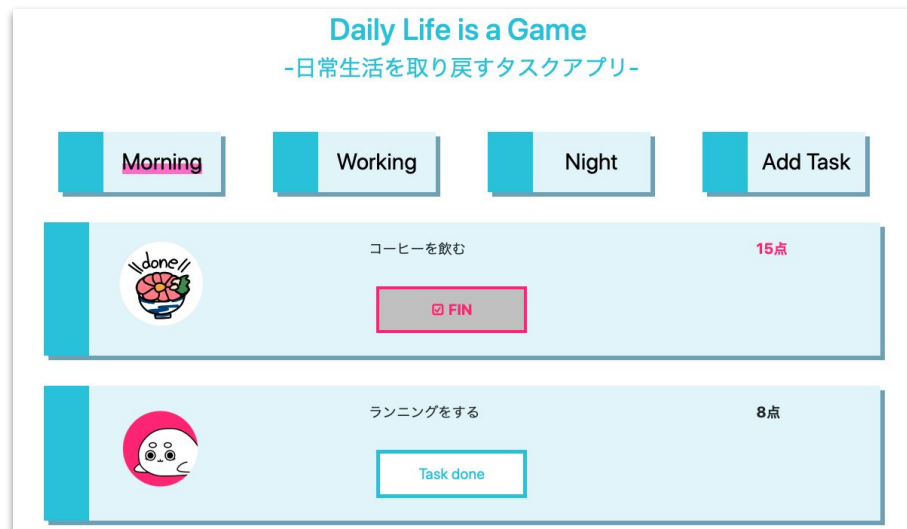 Daily Life is a Game
-日常生活を取り戻すタスクアプリ-
Morning
Working
Night
Add Task
done
コーヒーを飲む
15点
☑ FIN
ランニングをする
8点
Task done